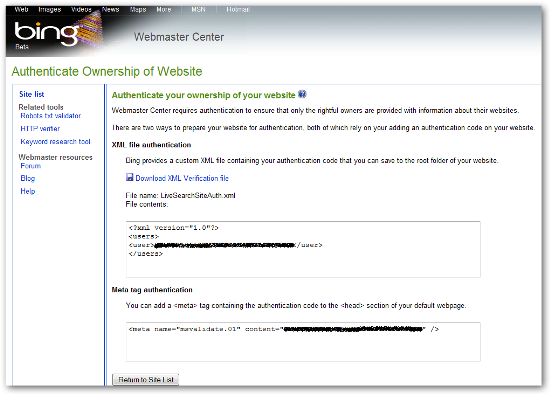 Web Images Videos News Maps More MSN Hotmail
bing
Beta
Webmaster Center
Authenticate Ownership of Website
Site list
Related tools
Robots txt validator
HTTP verifier
Keyword research tool
Webmaster resources
Forum
Blog
Help
Authenticate your ownership of your website
Webmaster Center requires authentication to ensure that only the rightful owners are provided with information about their websites.
There are two ways to prepare your website for authentication, both of which rely on your adding an authentication code on your website.
XML file authentication
Bing provides a custom XML file containing your authentication code that you can save to the root folder of your website.
Download XML Verification file
File name: LiveSearchSiteAuth.xml
File contents:
<?xml version="1.0"?>
<users>
<user></user>
</users>
Meta tag authentication
You can add a <meta> tag containing the authentication code to the <head> section of your default webpage.
<meta name="msvalidate.01" content="" />
Return to Site List